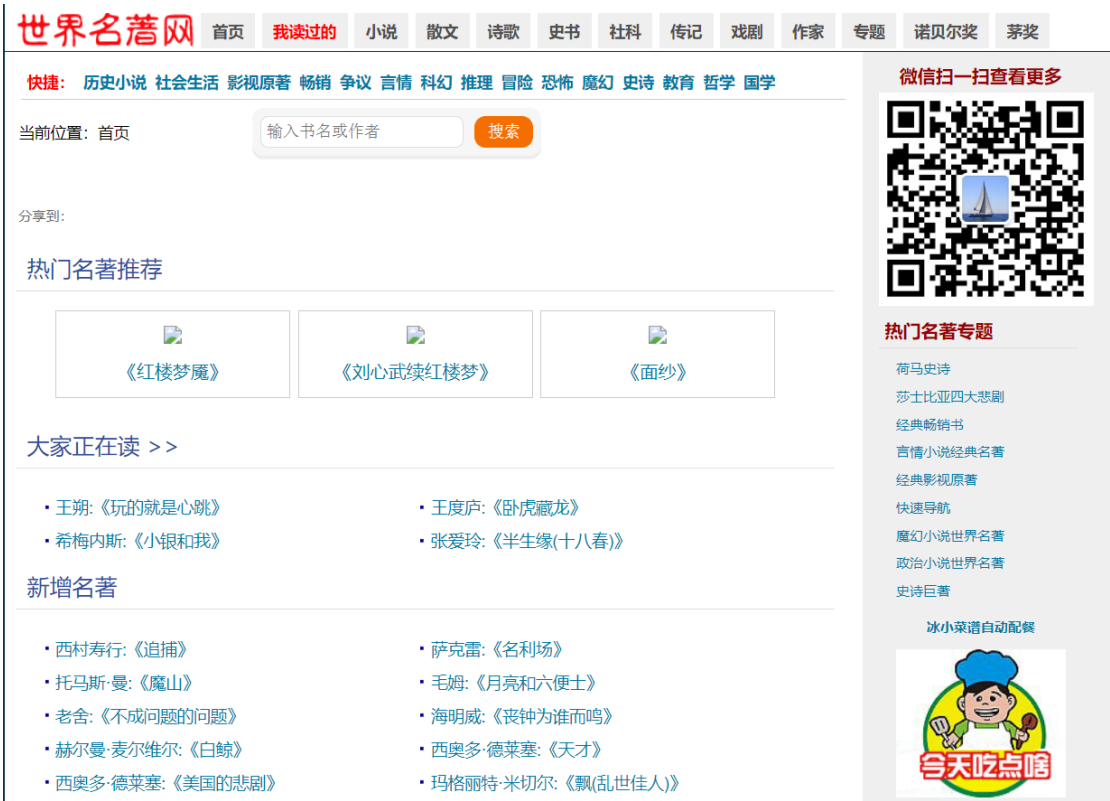 世界名著网 首页 我读过的 小说 散文 诗歌 史书 社科 传记 戏剧 作家 专题 诺贝尔奖 茅奖
快捷： 历史小说 社会生活 影视原著 畅销 争议 言情 科幻 推理 冒险 恐怖 魔幻 史诗 教育 哲学 国学
当前位置：首页
输入书名或作者 搜索
分享到:
热门名著推荐
《红楼梦魇》 《刘心武续红楼梦》 《面纱》
大家正在读 >>
王朔:《玩的就是心跳》 王度庐:《卧虎藏龙》
希梅内斯:《小银和我》 张爱玲:《半生缘(十八春)》
新增名著
西村寿行:《追捕》 萨克雷:《名利场》
托马斯·曼:《魔山》 毛姆:《月亮和六便士》
老舍:《不成问题的问题》 海明威:《丧钟为谁而鸣》
赫尔曼·麦尔维尔:《白鲸》 西奥多·德莱塞:《天才》
西奥多·德莱塞:《美国的悲剧》 玛格丽特·米切尔:《飘(乱世佳人)》
微信扫一扫查看更多
热门名著专题
荷马史诗
莎士比亚四大悲剧
经典畅销书
言情小说经典名著
经典影视原著
快速导航
魔幻小说世界名著
政治小说世界名著
史诗巨著
冰小菜谱自动配餐
今天吃点啥